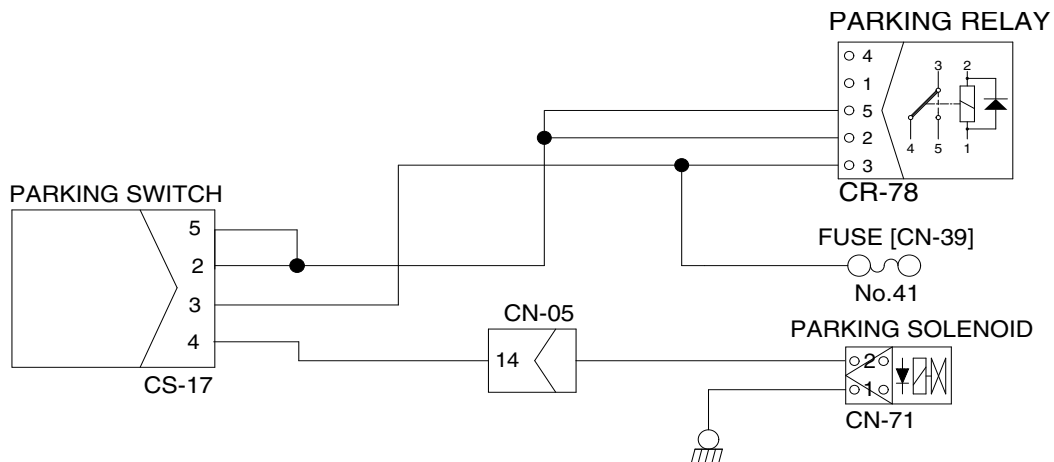 PARKING RELAY
4
1
5
2
3
3 2
4 5 1
CR-78
PARKING SWITCH
5
2
3
4
CS-17
FUSE [CN-39]
No.41
CN-05
14
PARKING SOLENOID
2
1
CN-71